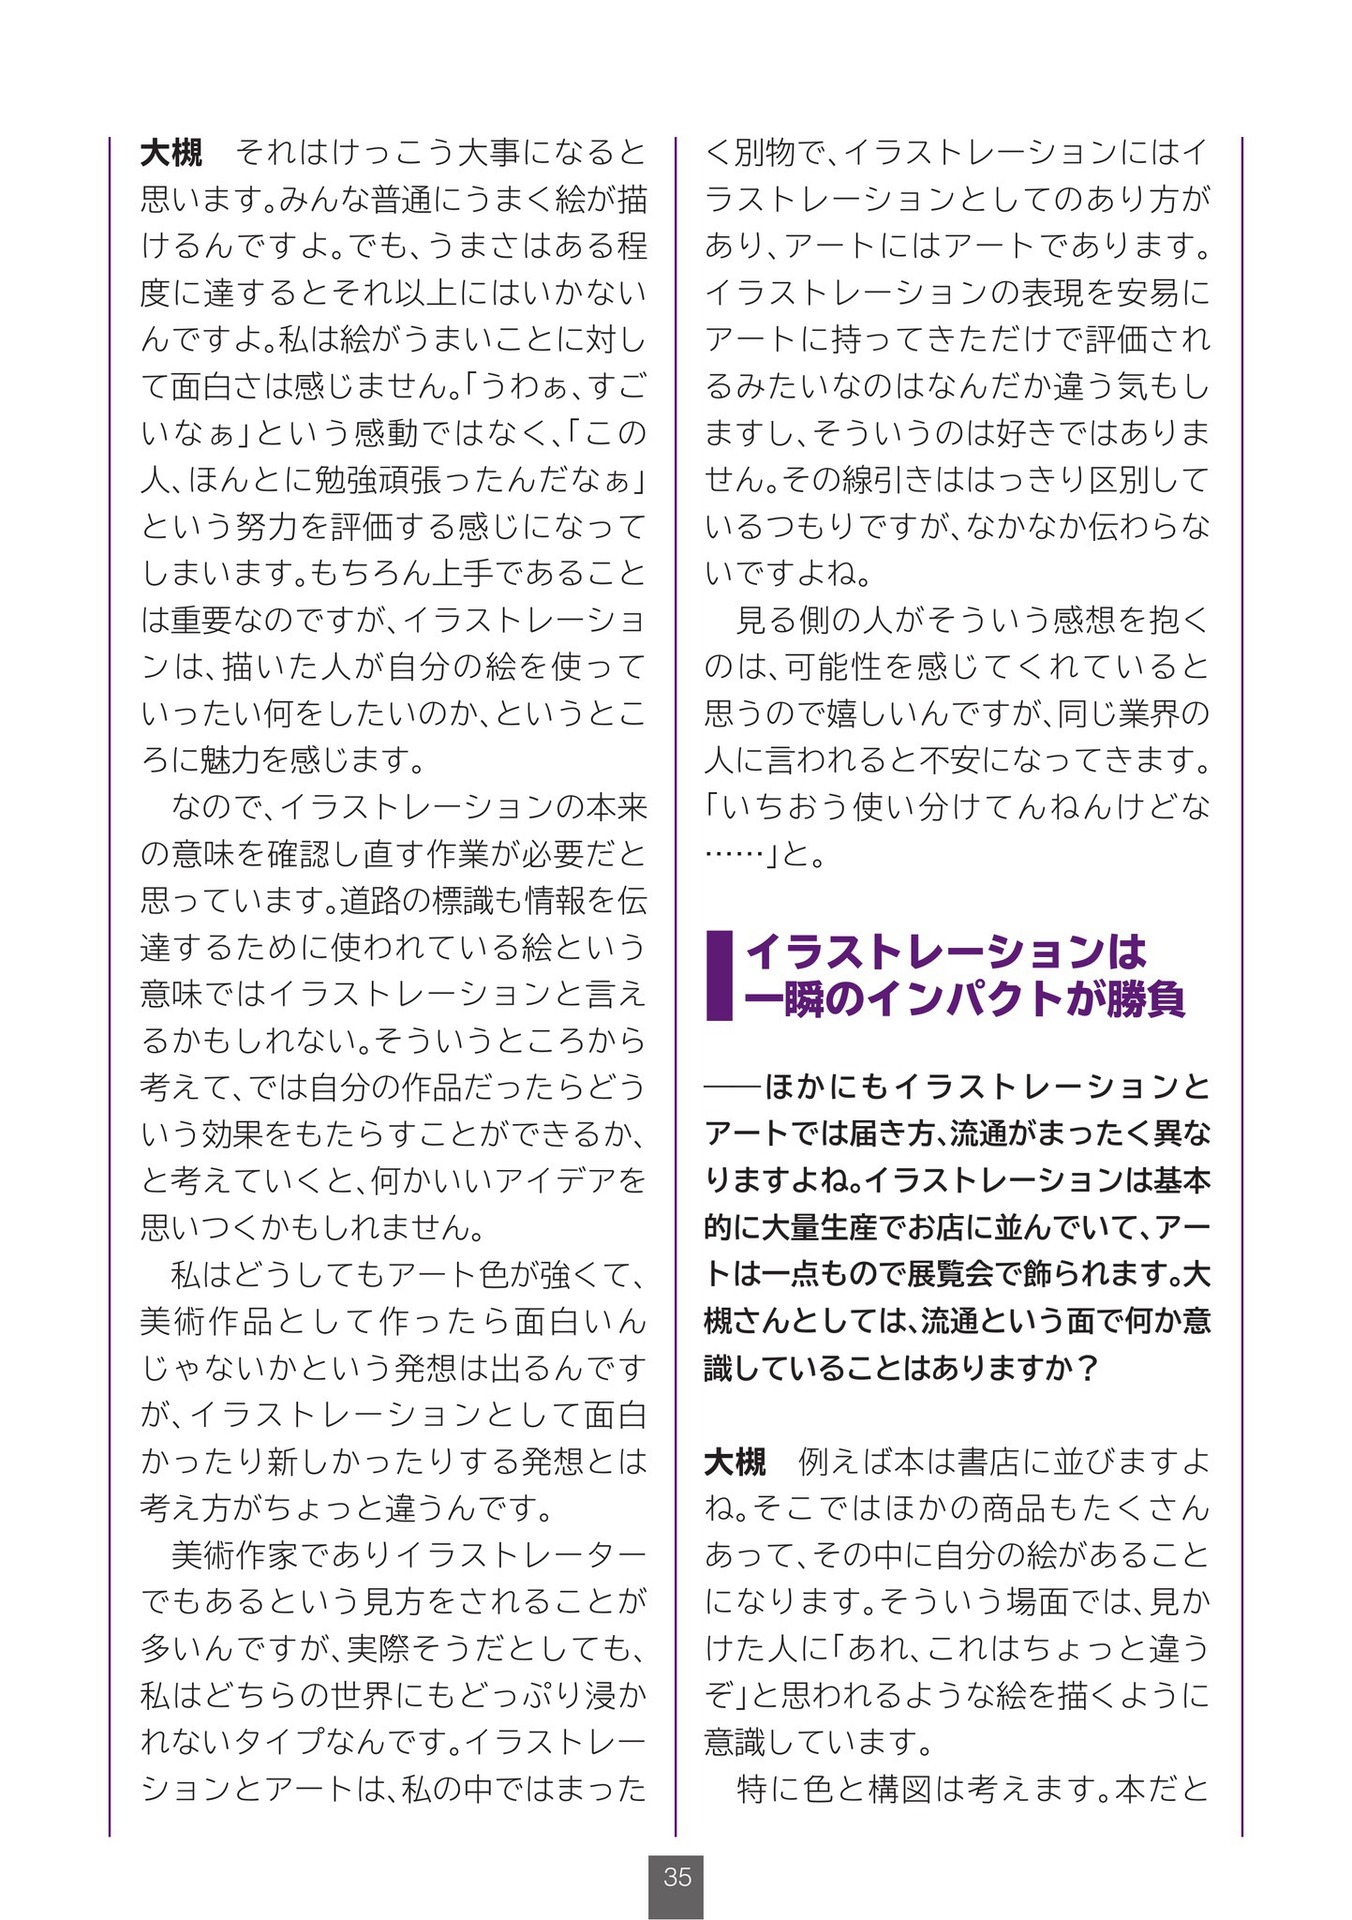 大槻　それはけっこう大事になると
思います。みんな普通にうまく絵が描
けるんですよ。でも、うまさはある程
度に達するとそれ以上にはいかない
んですよ。私は絵がうまいことに対し
て面白さは感じません。「うわぁ、すご
いなぁ」という感動ではなく、「この
人、ほんとに勉強頑張ったんだなぁ」
という努力を評価する感じになって
しまいます。もちろん上手であること
は重要なのですが、イラストレーショ
ンは、描いた人が自分の絵を使って
いったい何をしたいのか、というとこ
ろに魅力を感じます。
　なので、イラストレーションの本来
の意味を確認し直す作業が必要だと
思っています。道路の標識も情報を伝
達するために使われている絵という
意味ではイラストレーションと言え
るかもしれない。そういうところから
考えて、では自分の作品だったらどう
いう効果をもたらすことができるか、
と考えていくと、何かいいアイデアを
思いつくかもしれません。
　私はどうしてもアート色が強くて、
美術作品として作ったら面白いん
じゃないかという発想は出るんです
が、イラストレーションとして面白
かったり新しかったりする発想とは
考え方がちょっと違うんです。
　美術作家でありイラストレーター
でもあるという見方をされることが
多いんですが、実際そうだとしても、
私はどちらの世界にもどっぷり浸か
れないタイプなんです。イラストレー
ションとアートは、私の中ではまった
く別物で、イラストレーションにはイ
ラストレーションとしてのあり方が
あり、アートにはアートであります。
イラストレーションの表現を安易に
アートに持ってきただけで評価され
るみたいなのはなんだか違う気もし
ますし、そういうのは好きではありま
せん。その線引きははっきり区別して
いるつもりですが、なかなか伝わらな
いですよね。
　見る側の人がそういう感想を抱く
のは、可能性を感じてくれていると
思うので嬉しいんですが、同じ業界の
人に言われると不安になってきます。
「いちおう使い分けてんねんけどな
……」と。
イラストレーションは
一瞬のインパクトが勝負
――ほかにもイラストレーションと
アートでは届き方、流通がまったく異な
りますよね。イラストレーションは基本
的に大量生産でお店に並んでいて、アー
トは一点もので展覧会で飾られます。大
槻さんとしては、流通という面で何か意
識していることはありますか？
大槻　例えば本は書店に並びますよ
ね。そこではほかの商品もたくさん
あって、その中に自分の絵があること
になります。そういう場面では、見か
けた人に「あれ、これはちょっと違う
ぞ」と思われるような絵を描くように
意識しています。
　特に色と構図は考えます。本だと
35